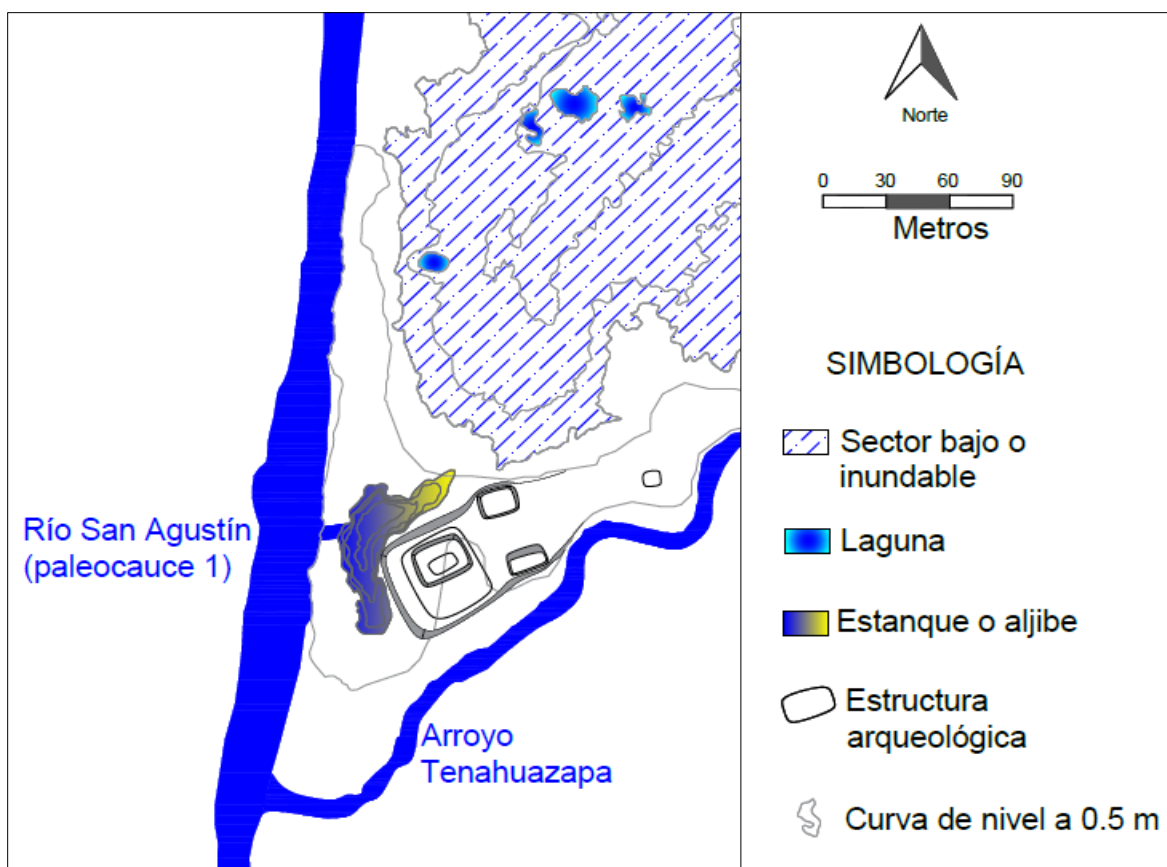 Norte
0 30 60 90
Metros
SIMBOLOGÍA
Sector bajo o
inundable
Laguna
Estanque o aljibe
Estructura
arqueológica
Curva de nivel a 0.5 m
Río San Agustín
(paleocauce 1)
Arroyo
Tenahuazapa